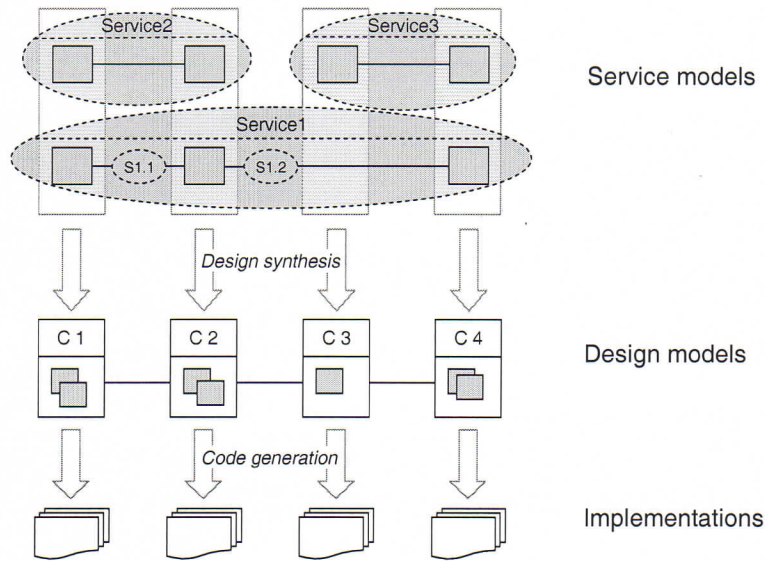 Service2
Service3
Service models
Service1
S1.1
S1.2
Design synthesis
C 1
C 2
C 3
C 4
Design models
Code generation
Implementations